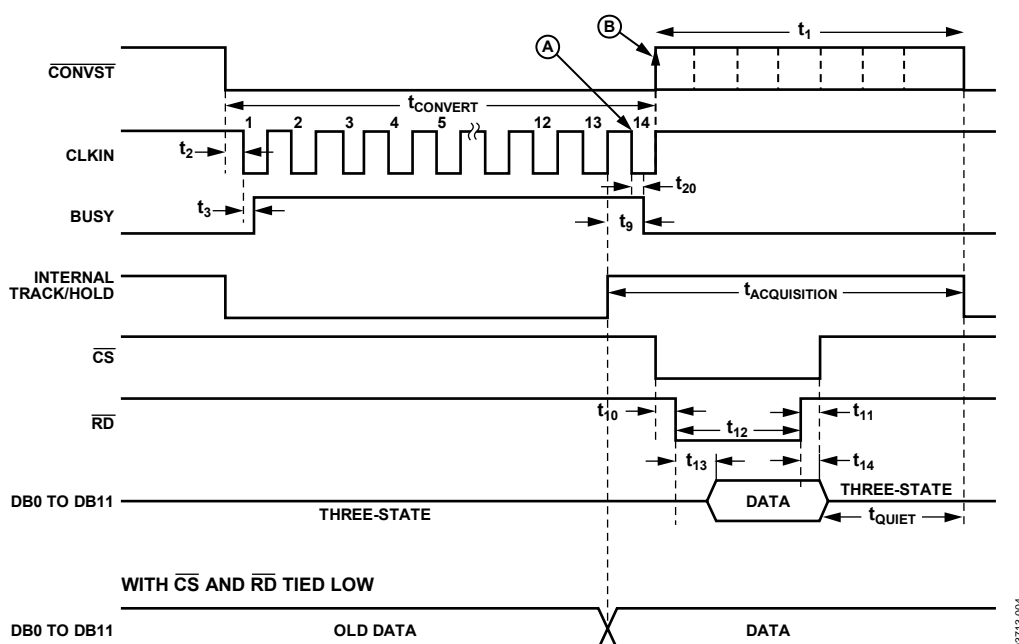 B
t1
A
CONVST
tCONVERT
1 2 3 4 5 12 13 14
CLKIN
t2
t20
t3
BUSY
t9
INTERNAL
TRACK/HOLD
tACQUISITION
CS
t10
t11
RD
t12
t13
t14
DB0 TO DB11
THREE-STATE
DATA
THREE-STATE
tQUIET
WITH CS AND RD TIED LOW
DB0 TO DB11
OLD DATA
DATA